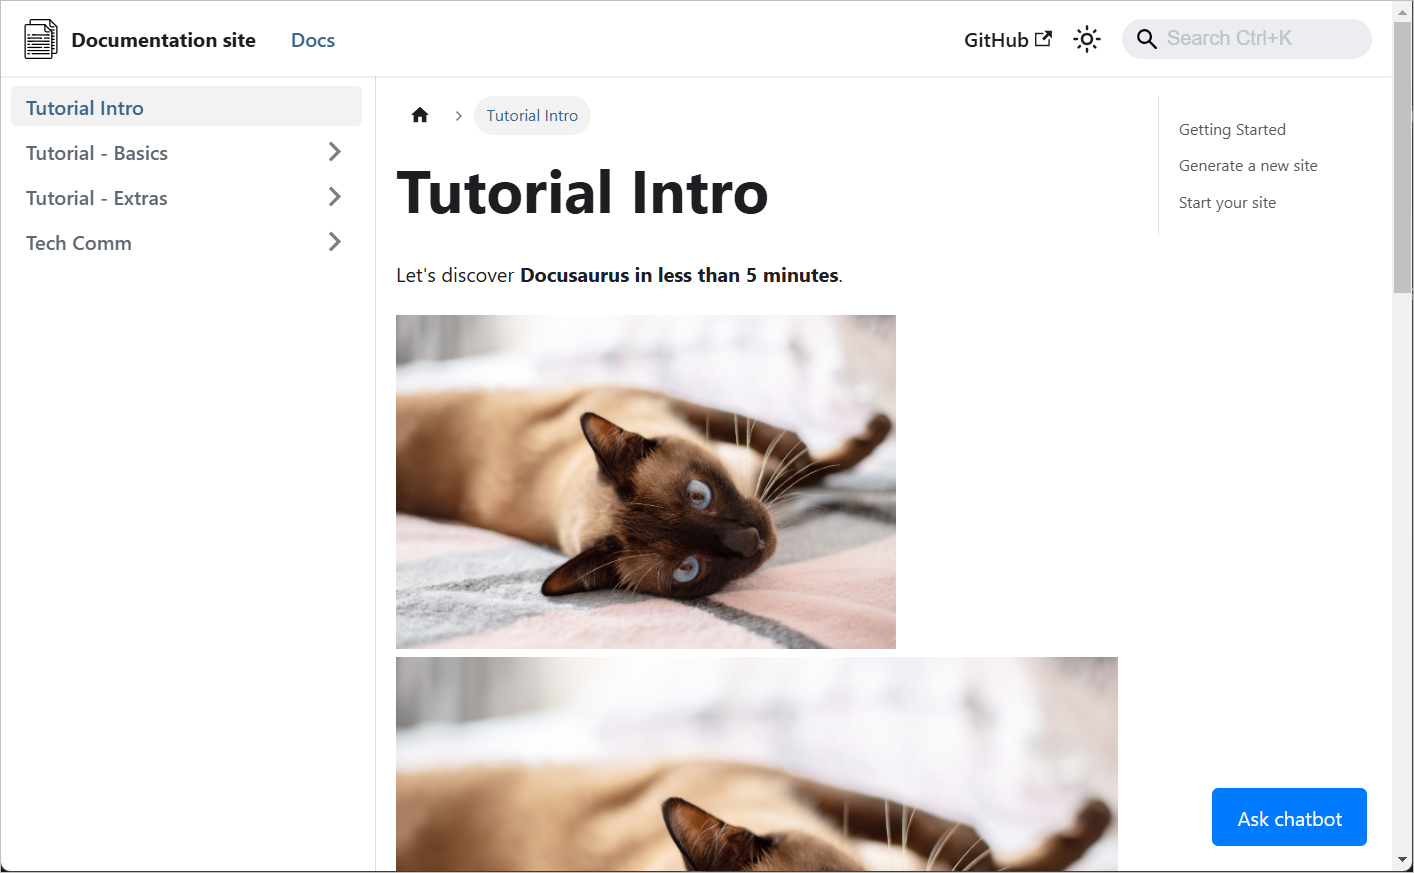 Documentation site
Docs
GitHub
Search Ctrl+K
Tutorial Intro
Tutorial - Basics
Tutorial - Extras
Tech Comm
Tutorial Intro
Tutorial Intro
Let's discover Docusaurus in less than 5 minutes.
Getting Started
Generate a new site
Start your site
Ask chatbot